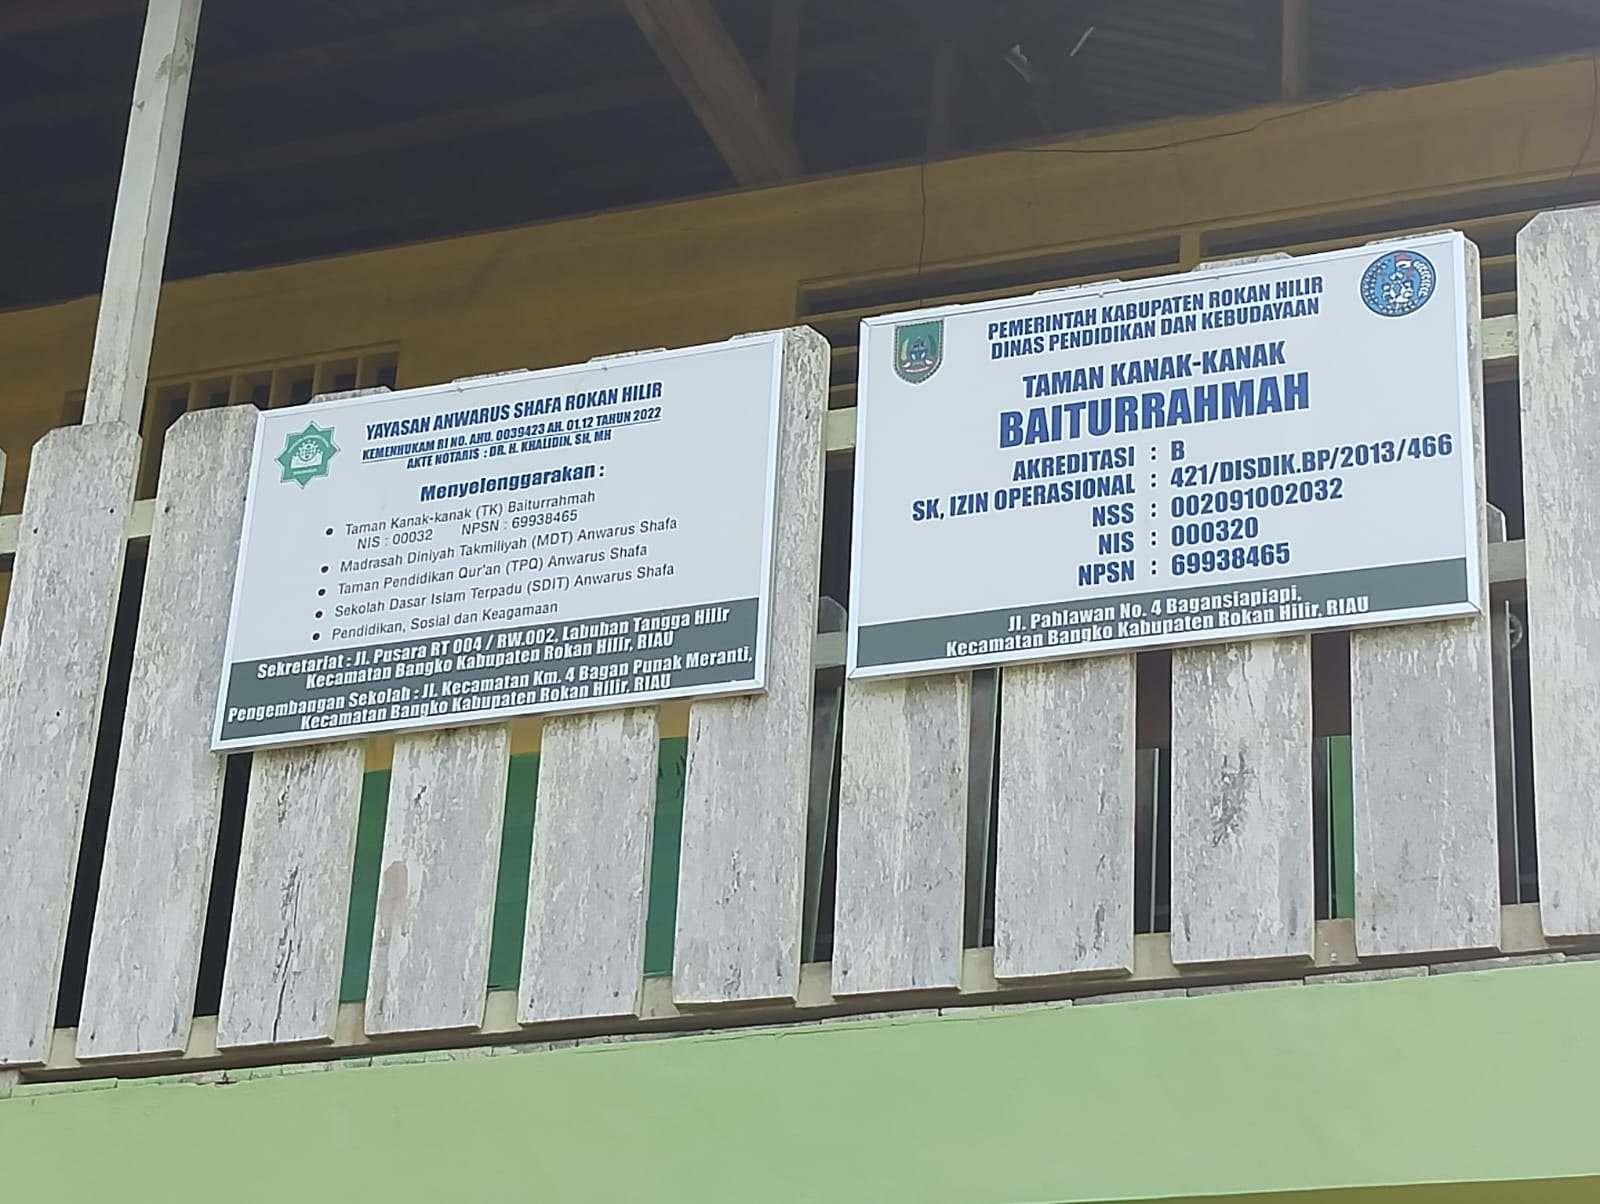 YAYASAN ANWARUS SHAFA ROKAN HILIR
KEMENHUKAM RI NO. AHU. 0039423 AH. 01.12 TAHUN 2022
AKTE NOTARIS : DR. H. KHALIDIN, SH, MH
Menyelenggarakan :
• Taman Kanak-kanak (TK) Baiturrahmah
NIS : 00032 NPSN : 69938465
• Madrasah Diniyah Takmiliyah (MDT) Anwarus Shafa
• Taman Pendidikan Qur'an (TPQ) Anwarus Shafa
• Sekolah Dasar Islam Terpadu (SDIT) Anwarus Shafa
• Pendidikan, Sosial dan Keagamaan
Sekretariat : Jl. Pusara RT 004 / RW.002, Labuhan Tangga Hilir
Kecamatan Bangko Kabupaten Rokan Hilir, RIAU
Pengembangan Sekolah : Jl. Kecamatan Km. 4 Bagan Punak Meranti,
Kecamatan Bangko Kabupaten Rokan Hilir, RIAU
PEMERINTAH KABUPATEN ROKAN HILIR
DINAS PENDIDIKAN DAN KEBUDAYAAN
TAMAN KANAK-KANAK
BAITURRAHMAH
AKREDITASI : B
SK, IZIN OPERASIONAL : 421/DISDIK.BP/2013/466
NSS : 002091002032
NIS : 000320
NPSN : 69938465
Jl. Pahlawan No. 4 Bagansiapiapi,
Kecamatan Bangko Kabupaten Rokan Hilir, RIAU